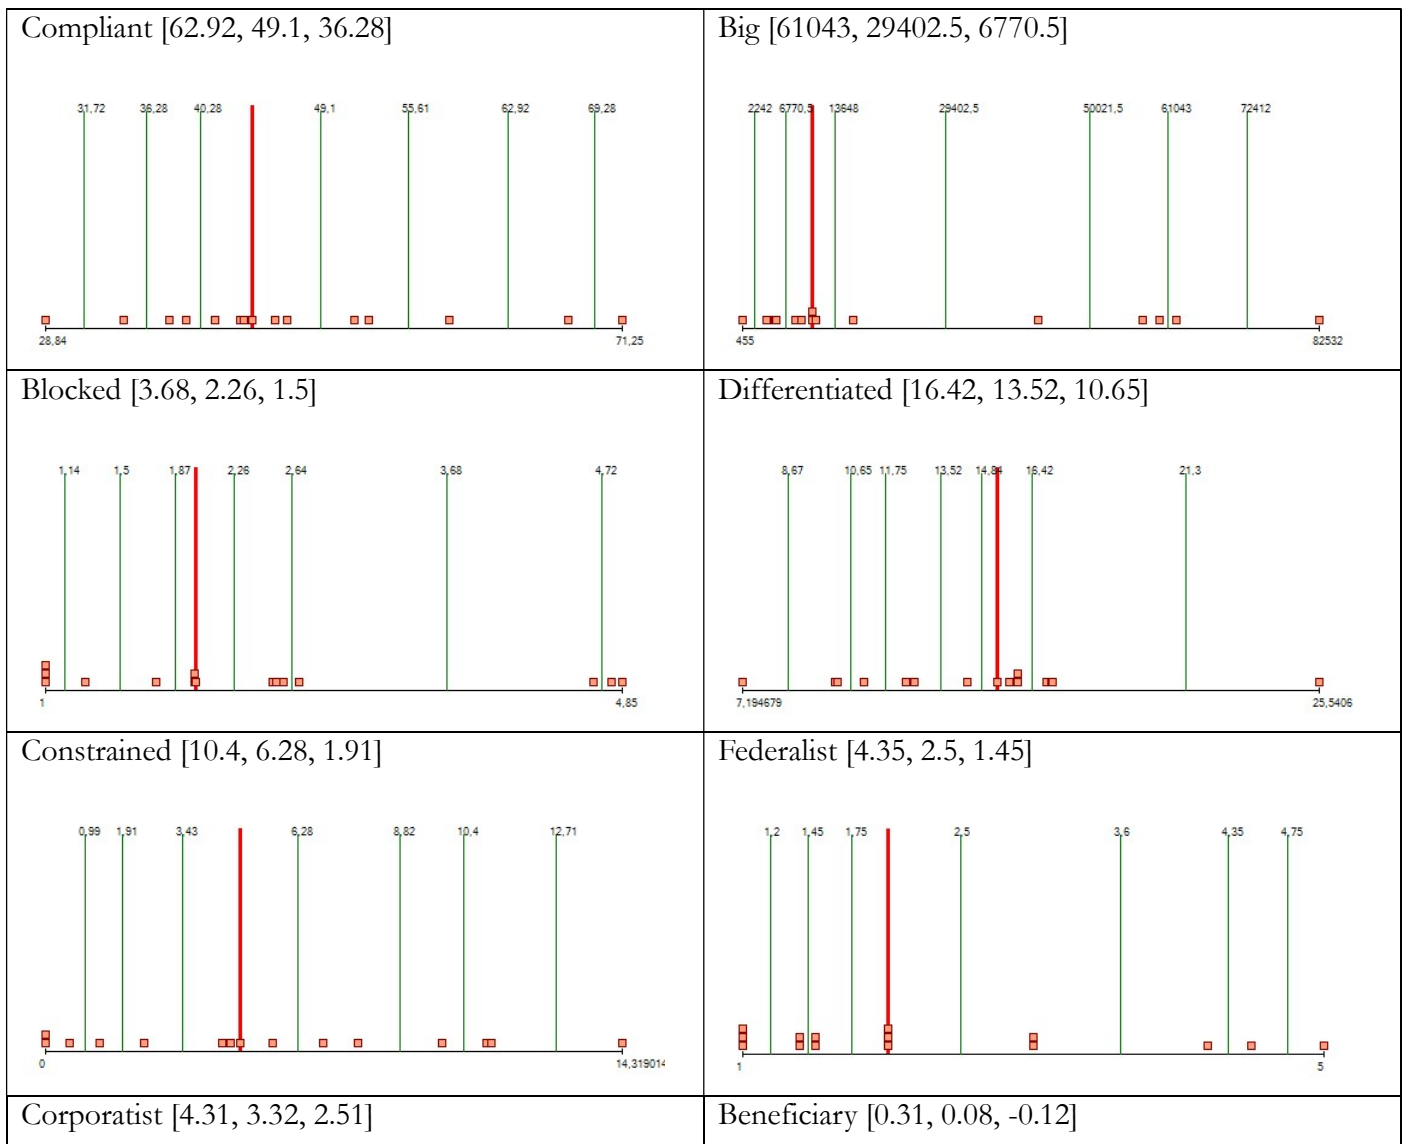 Compliant [62.92, 49.1, 36.28]
31,72 36,28 40,28 49,1 55,61 62,92 69,28
28,84 71,25
Big [61043, 29402.5, 6770.5]
2242 6770,5 13648 29402,5 50021,5 61043 72412
455 82532
Blocked [3.68, 2.26, 1.5]
1,14 1,5 1,87 2,26 2,64 3,68 4,72
1 4,85
Differentiated [16.42, 13.52, 10.65]
8,67 10,65 11,75 13,52 14,84 16,42 21,3
7,194679 25,5406
Constrained [10.4, 6.28, 1.91]
0,99 1,91 3,43 6,28 8,82 10,4 12,71
0 14,319014
Federalist [4.35, 2.5, 1.45]
1,2 1,45 1,75 2,5 3,6 4,35 4,75
1 5
Corporatist [4.31, 3.32, 2.51]
Beneficiary [0.31, 0.08, -0.12]